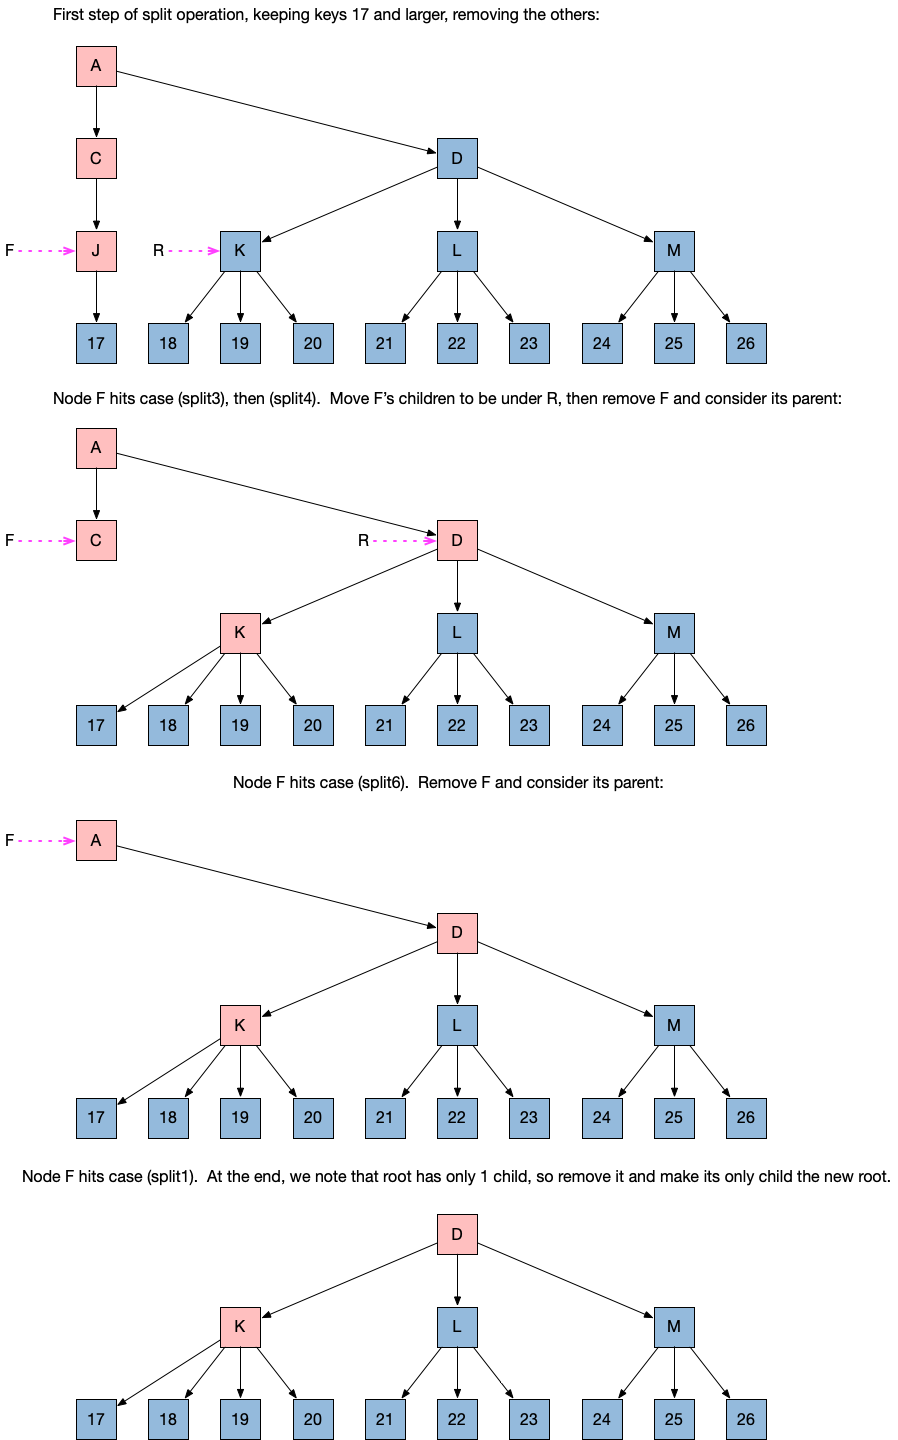 First step of split operation, keeping keys 17 and larger, removing the others:
A
C D
F J R K L M
17 18 19 20 21 22 23 24 25 26
Node F hits case (split3), then (split4).  Move F's children to be under R, then remove F and consider its parent:
A
F C R D
K L M
17 18 19 20 21 22 23 24 25 26
Node F hits case (split6).  Remove F and consider its parent:
F A
D
K L M
17 18 19 20 21 22 23 24 25 26
Node F hits case (split1).  At the end, we note that root has only 1 child, so remove it and make its only child the new root.
D
K L M
17 18 19 20 21 22 23 24 25 26